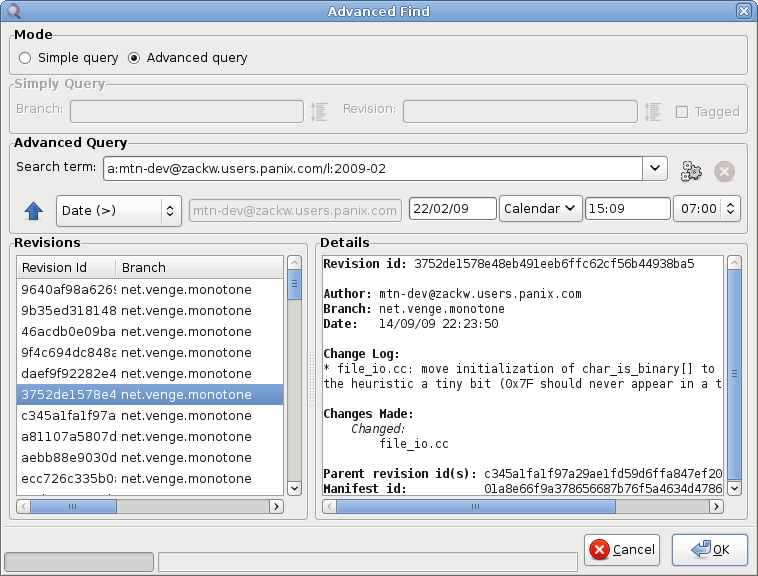 Advanced Find
Mode
Simple query
Advanced query
Simply Query
Branch:
Revision:
Tagged
Advanced Query
Search term: a:mtn-dev@zackw.users.panix.com/l:2009-02
Date (>)
mtn-dev@zackw.users.panix.com
22/02/09
Calendar
15:09
07:00
Revisions
Revision Id Branch
9640af98a626 net.venge.monotone
9b35ed318148 net.venge.monotone
46acdb0e09ba net.venge.monotone
9f4c694dc848 net.venge.monotone
daef9f92282e4 net.venge.monotone
3752de1578e4 net.venge.monotone
c345a1fa1f97a net.venge.monotone
a81107a5807d net.venge.monotone
aebb88e9030d net.venge.monotone
ecc726c335b0 net.venge.monotone
Details
Revision id: 3752de1578e48eb491eeb6ffc62cf56b44938ba5
Author: mtn-dev@zackw.users.panix.com
Branch: net.venge.monotone
Date: 14/09/09 22:23:50
Change Log:
* file_io.cc: move initialization of char_is_binary[] to
the heuristic a tiny bit (0x7F should never appear in a t
Changes Made:
Changed:
file_io.cc
Parent revision id(s): c345a1fa1f97a29ae1fd59d6ffa847ef20
Manifest id: 01a8e66f9a378656687b76f5a4634d4786
Cancel
OK